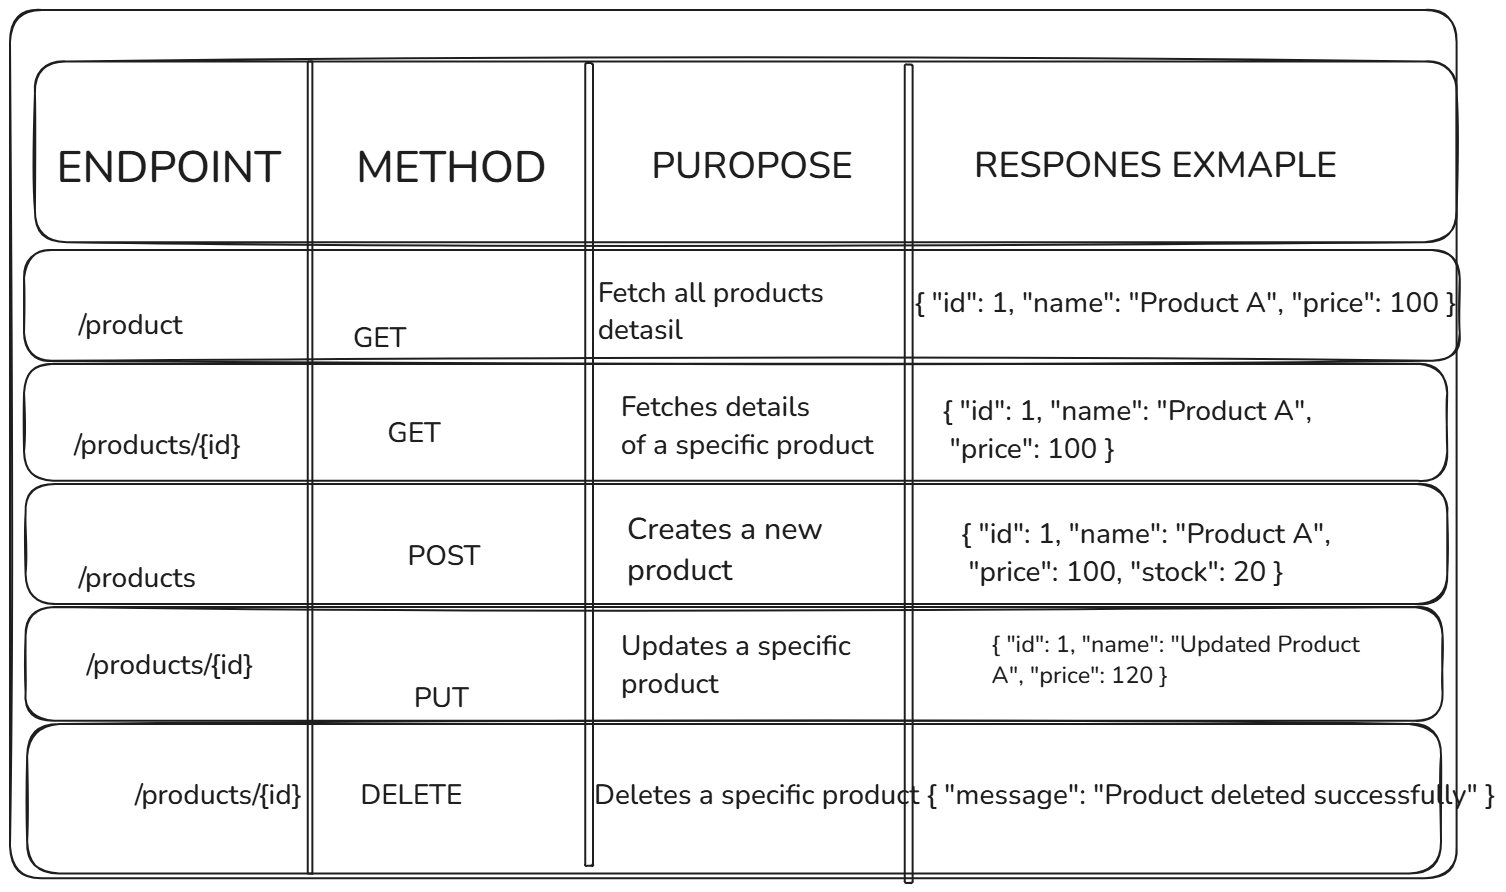 ENDPOINT METHOD PUROPOSE RESPONES EXMAPLE
/product
GET
Fetch all products
detasil
{ "id": 1, "name": "Product A", "price": 100 }
/products/{id}
GET
Fetches details
of a specific product
{ "id": 1, "name": "Product A",
"price": 100 }
/products
POST
Creates a new
product
{ "id": 1, "name": "Product A",
"price": 100, "stock": 20 }
/products/{id}
PUT
Updates a specific
product
{ "id": 1, "name": "Updated Product
A", "price": 120 }
/products/{id}
DELETE
Deletes a specific product
{ "message": "Product deleted successfully" }